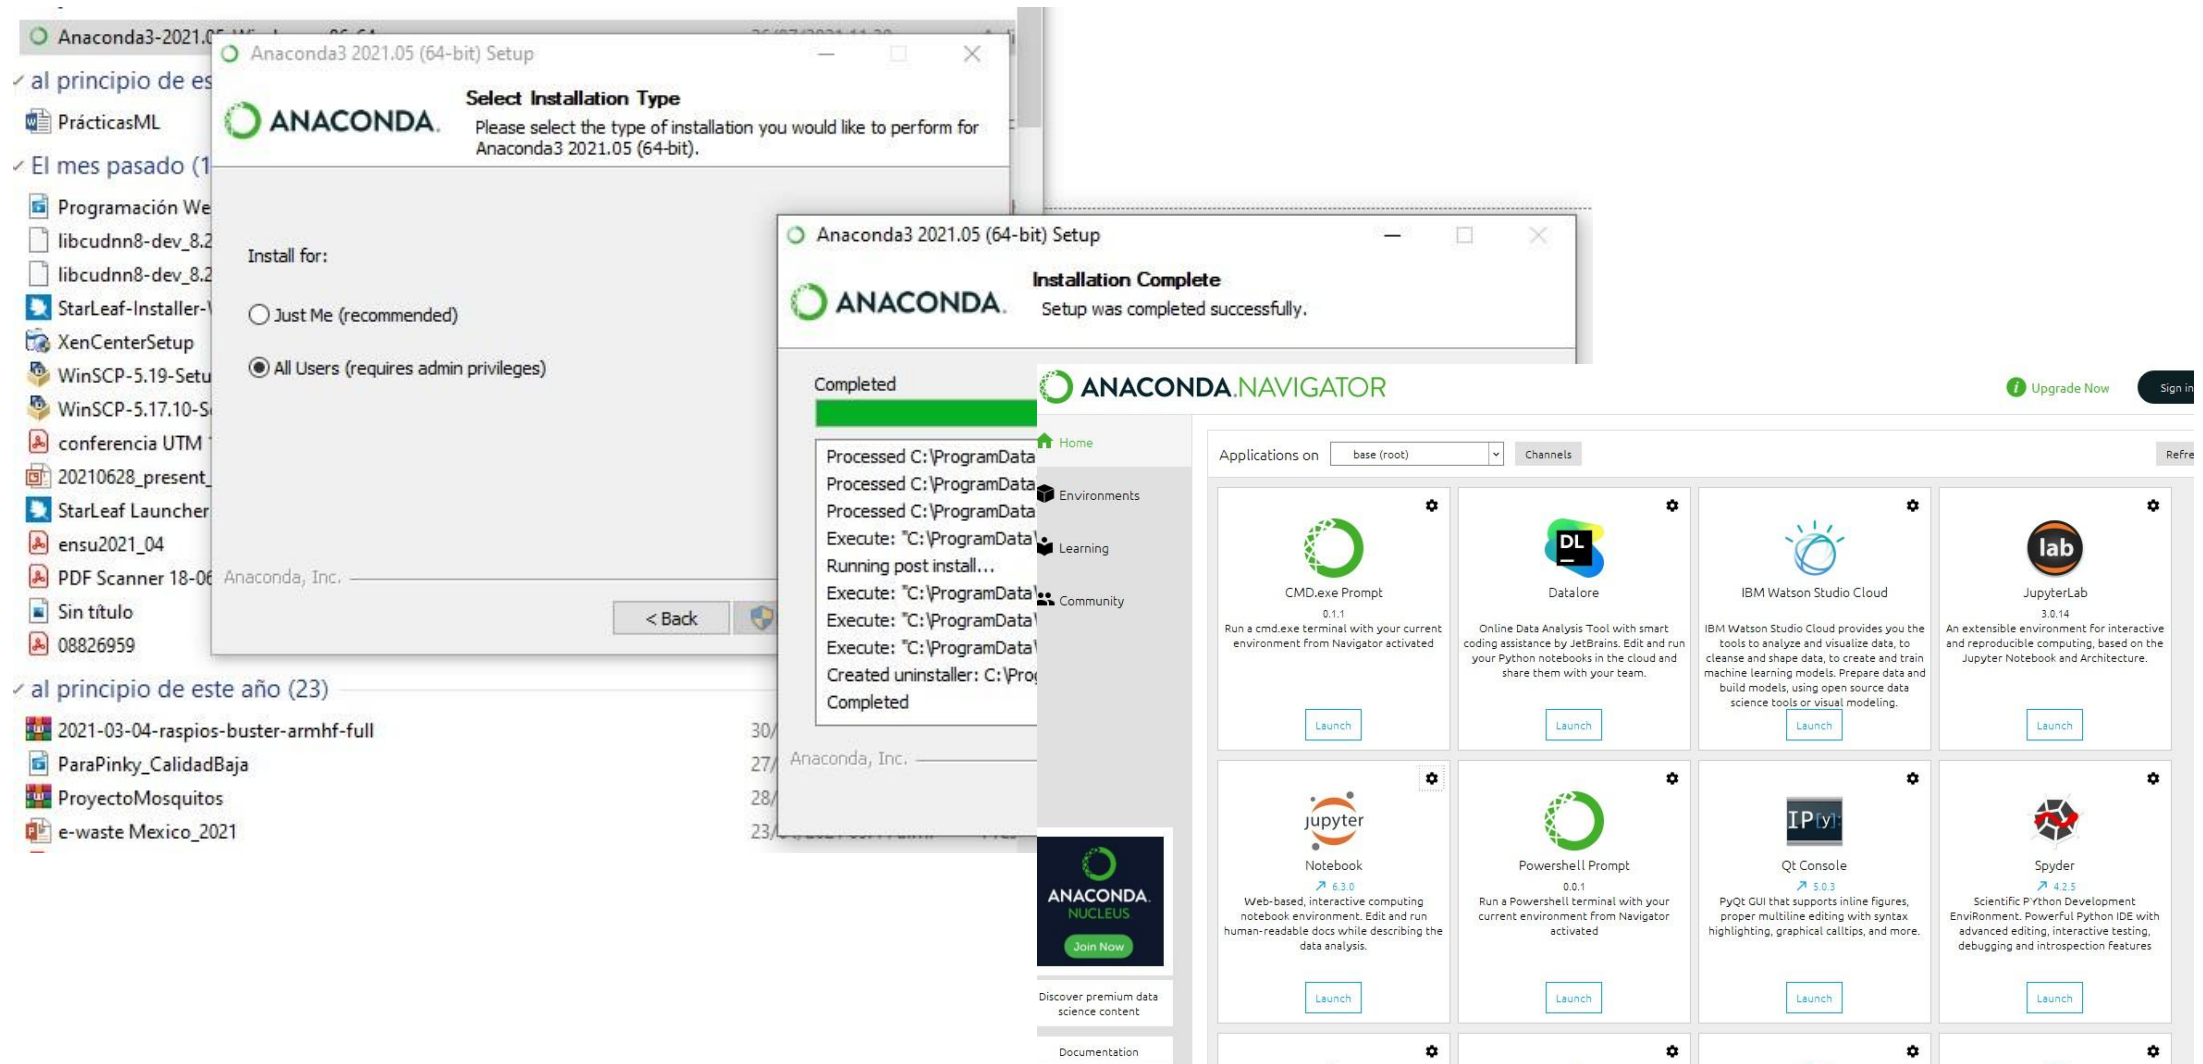 Anaconda3-2021.05
al principio de es
PrácticasML
El mes pasado (1
Programación We
libcudnn8-dev_8.2
libcudnn8-dev_8.2
StarLeaf-Installer-
XenCenterSetup
WinSCP-5.19-Setu
WinSCP-5.17.10-S
conferencia UTM
20210628_present_
StarLeaf Launcher
ensu2021_04
PDF Scanner 18-06
Sin título
08826959
al principio de este año (23)
2021-03-04-raspios-buster-armhf-full
30/
ParaPinky_CalidadBaja
27/
ProyectoMosquitos
28/
e-waste Mexico_2021
23/
Anaconda3 2021.05 (64-bit) Setup
ANACONDA.
Select Installation Type
Please select the type of installation you would like to perform for
Anaconda3 2021.05 (64-bit).
Install for:
Just Me (recommended)
All Users (requires admin privileges)
Anaconda, Inc.
< Back
Anaconda3 2021.05 (64-bit) Setup
ANACONDA.
Installation Complete
Setup was completed successfully.
Completed
Processed C:\ProgramData
Processed C:\ProgramData
Processed C:\ProgramData
Execute: "C:\ProgramData\
Running post install...
Execute: "C:\ProgramData\
Execute: "C:\ProgramData\
Execute: "C:\ProgramData\
Created uninstaller: C:\Prog
Completed
Anaconda, Inc.
ANACONDA.NAVIGATOR
Upgrade Now
Sign in
Home
Environments
Learning
Community
ANACONDA.
NUCLEUS
Join Now
Discover premium data
science content
Documentation
Applications on
base (root)
Channels
Refre
CMD.exe Prompt
0.1.1
Run a cmd.exe terminal with your current
environment from Navigator activated
Launch
DL
Datalore
Online Data Analysis Tool with smart
coding assistance by JetBrains. Edit and run
your Python notebooks in the cloud and
share them with your team.
Launch
IBM Watson Studio Cloud
IBM Watson Studio Cloud provides you the
tools to analyze and visualize data, to
cleanse and shape data, to create and train
machine learning models. Prepare data and
build models, using open source data
science tools or visual modeling.
Launch
lab
JupyterLab
3.0.14
An extensible environment for interactive
and reproducible computing, based on the
Jupyter Notebook and Architecture.
Launch
jupyter
Notebook
6.3.0
Web-based, interactive computing
notebook environment. Edit and run
human-readable docs while describing the
data analysis.
Launch
Powershell Prompt
0.0.1
Run a Powershell terminal with your
current environment from Navigator
activated
Launch
IP[y]:
Qt Console
5.0.3
PyQt GUI that supports inline figures,
proper multiline editing with syntax
highlighting, graphical calltips, and more.
Launch
Spyder
4.2.5
Scientific PYthon Development
EnviRonment. Powerful Python IDE with
advanced editing, interactive testing,
debugging and introspection features
Launch